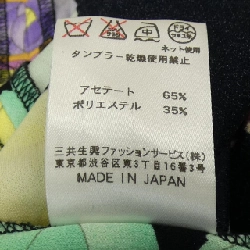 ネット使用
タンブラー乾燥使用禁止
アセテート 65%
ポリエステル 35%
三共生興ファッションサービス(株)
東京都渋谷区東3丁目16番3号
MADE IN JAPAN